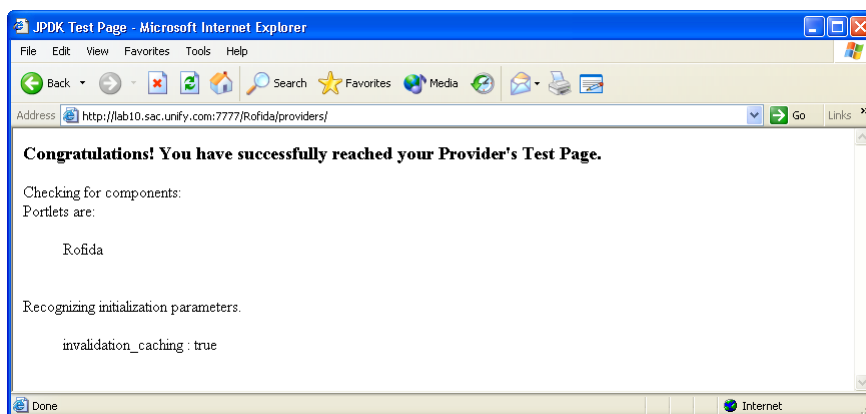 JPDK Test Page - Microsoft Internet Explorer
File Edit View Favorites Tools Help
Back Search Favorites Media
Address http://lab10.sac.unify.com:7777/Rofida/providers/ Go Links »
Congratulations! You have successfully reached your Provider's Test Page.
Checking for components:
Portlets are:
Rofida
Recognizing initialization parameters.
invalidation_caching : true
Done Internet